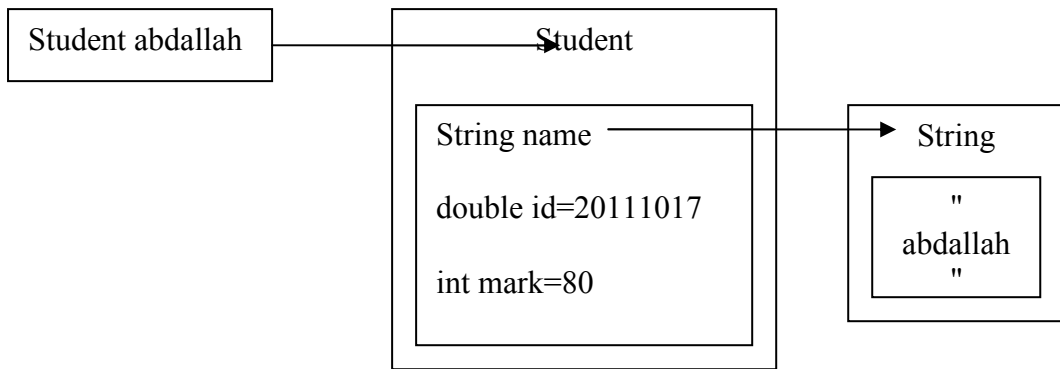 Student abdallah
Student
String name
double id=20111017
int mark=80
String
"
abdallah
"